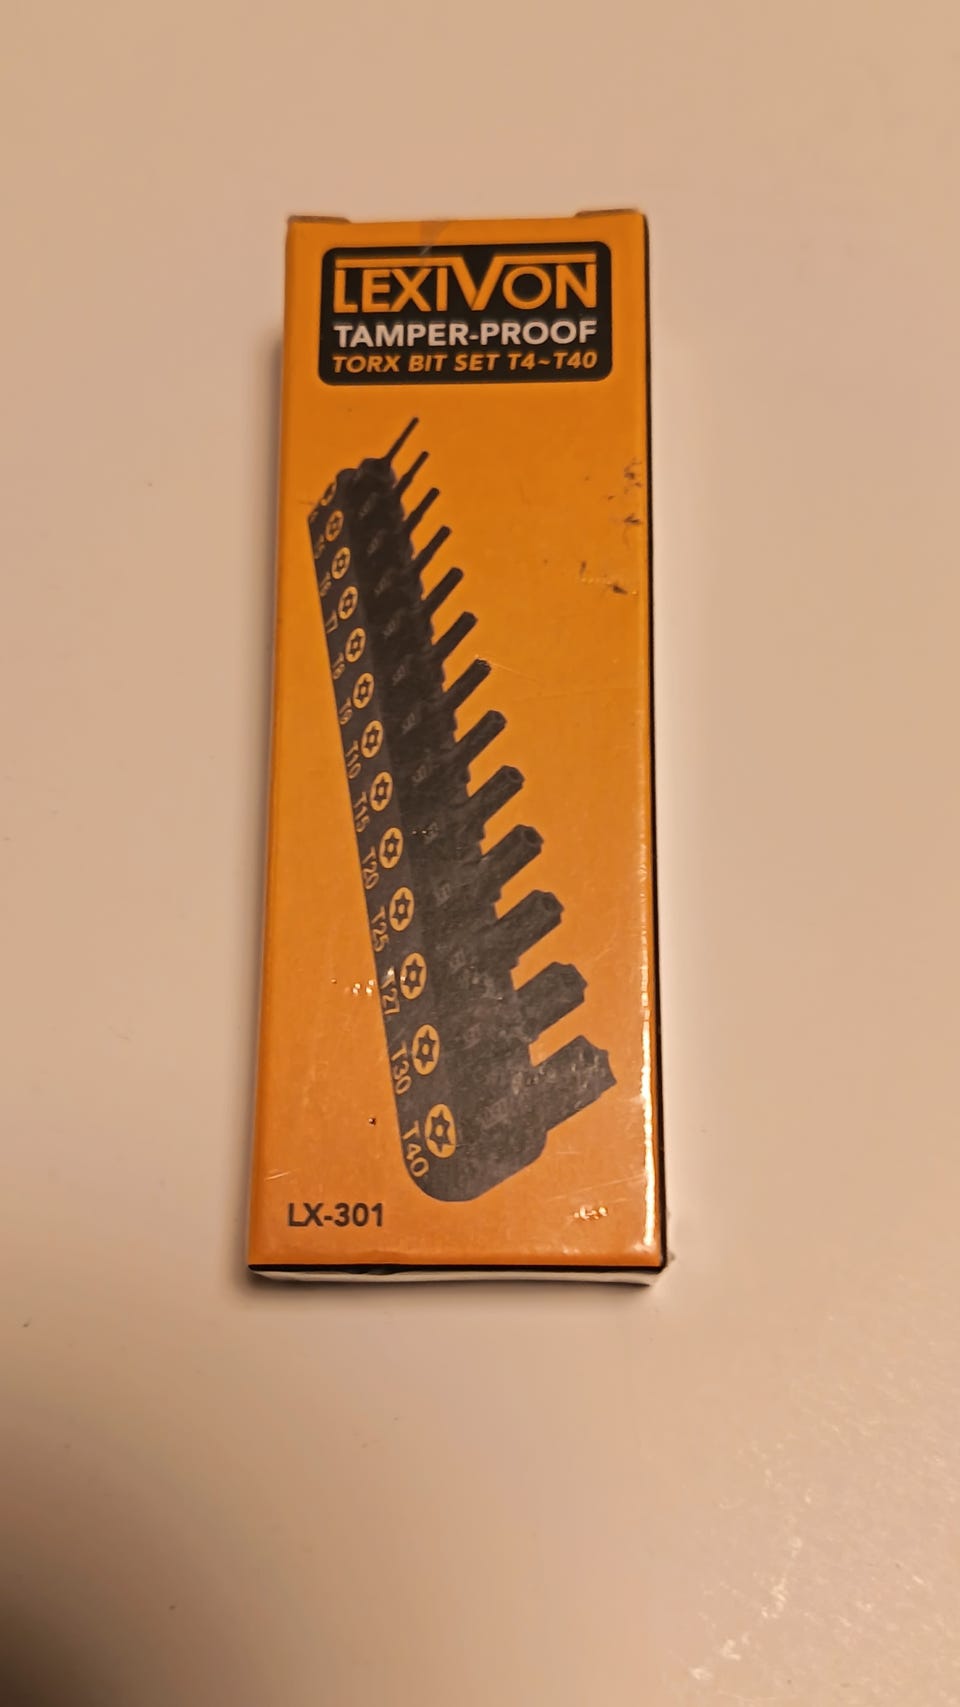 LEXIVON
TAMPER-PROOF
TORX BIT SET T4~T40
T8
T9
T10
T15
T20
T25
T27
T30
T40
LX-301